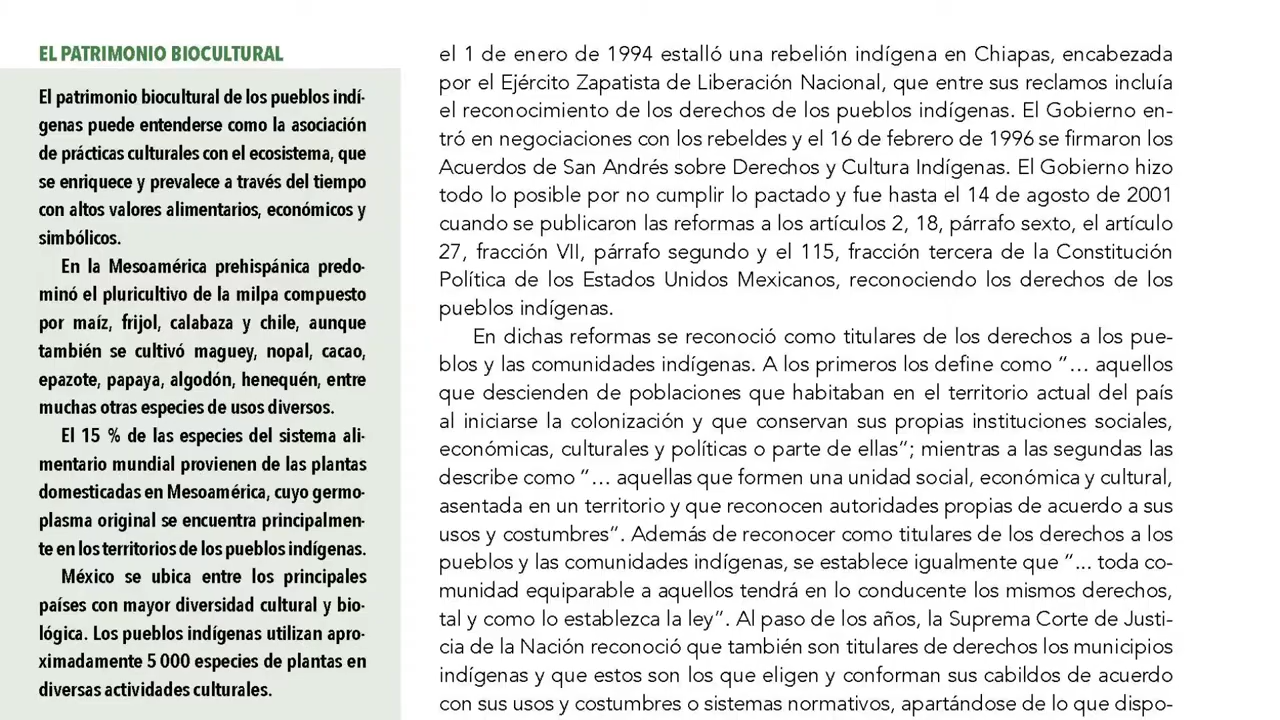 EL PATRIMONIO BIOCULTURAL
El patrimonio biocultural de los pueblos indí-
genas puede entenderse como la asociación
de prácticas culturales con el ecosistema, que
se enriquece y prevalece a través del tiempo
con altos valores alimentarios, económicos y
simbólicos.
En la Mesoamérica prehispánica predo-
minó el pluricultivo de la milpa compuesto
por maíz, frijol, calabaza y chile, aunque
también se cultivó maguey, nopal, cacao,
epazote, papaya, algodón, henequén, entre
muchas otras especies de usos diversos.
El 15 % de las especies del sistema ali-
mentario mundial provienen de las plantas
domesticadas en Mesoamérica, cuyo germo-
plasma original se encuentra principalmen-
te en los territorios de los pueblos indígenas.
México se ubica entre los principales
países con mayor diversidad cultural y bio-
lógica. Los pueblos indígenas utilizan apro-
ximadamente 5 000 especies de plantas en
diversas actividades culturales.
el 1 de enero de 1994 estalló una rebelión indígena en Chiapas, encabezada
por el Ejército Zapatista de Liberación Nacional, que entre sus reclamos incluía
el reconocimiento de los derechos de los pueblos indígenas. El Gobierno en-
tró en negociaciones con los rebeldes y el 16 de febrero de 1996 se firmaron los
Acuerdos de San Andrés sobre Derechos y Cultura Indígenas. El Gobierno hizo
todo lo posible por no cumplir lo pactado y fue hasta el 14 de agosto de 2001
cuando se publicaron las reformas a los artículos 2, 18, párrafo sexto, el artículo
27, fracción VII, párrafo segundo y el 115, fracción tercera de la Constitución
Política de los Estados Unidos Mexicanos, reconociendo los derechos de los
pueblos indígenas.
En dichas reformas se reconoció como titulares de los derechos a los pue-
blos y las comunidades indígenas. A los primeros los define como "... aquellos
que descienden de poblaciones que habitaban en el territorio actual del país
al iniciarse la colonización y que conservan sus propias instituciones sociales,
económicas, culturales y políticas o parte de ellas"; mientras a las segundas las
describe como "... aquellas que formen una unidad social, económica y cultural,
asentada en un territorio y que reconocen autoridades propias de acuerdo a sus
usos y costumbres". Además de reconocer como titulares de los derechos a los
pueblos y las comunidades indígenas, se establece igualmente que "... toda co-
munidad equiparable a aquellos tendrá en lo conducente los mismos derechos,
tal y como lo establezca la ley". Al paso de los años, la Suprema Corte de Justi-
cia de la Nación reconoció que también son titulares de derechos los municipios
indígenas y que estos son los que eligen y conforman sus cabildos de acuerdo
con sus usos y costumbres o sistemas normativos, apartándose de lo que dispo-